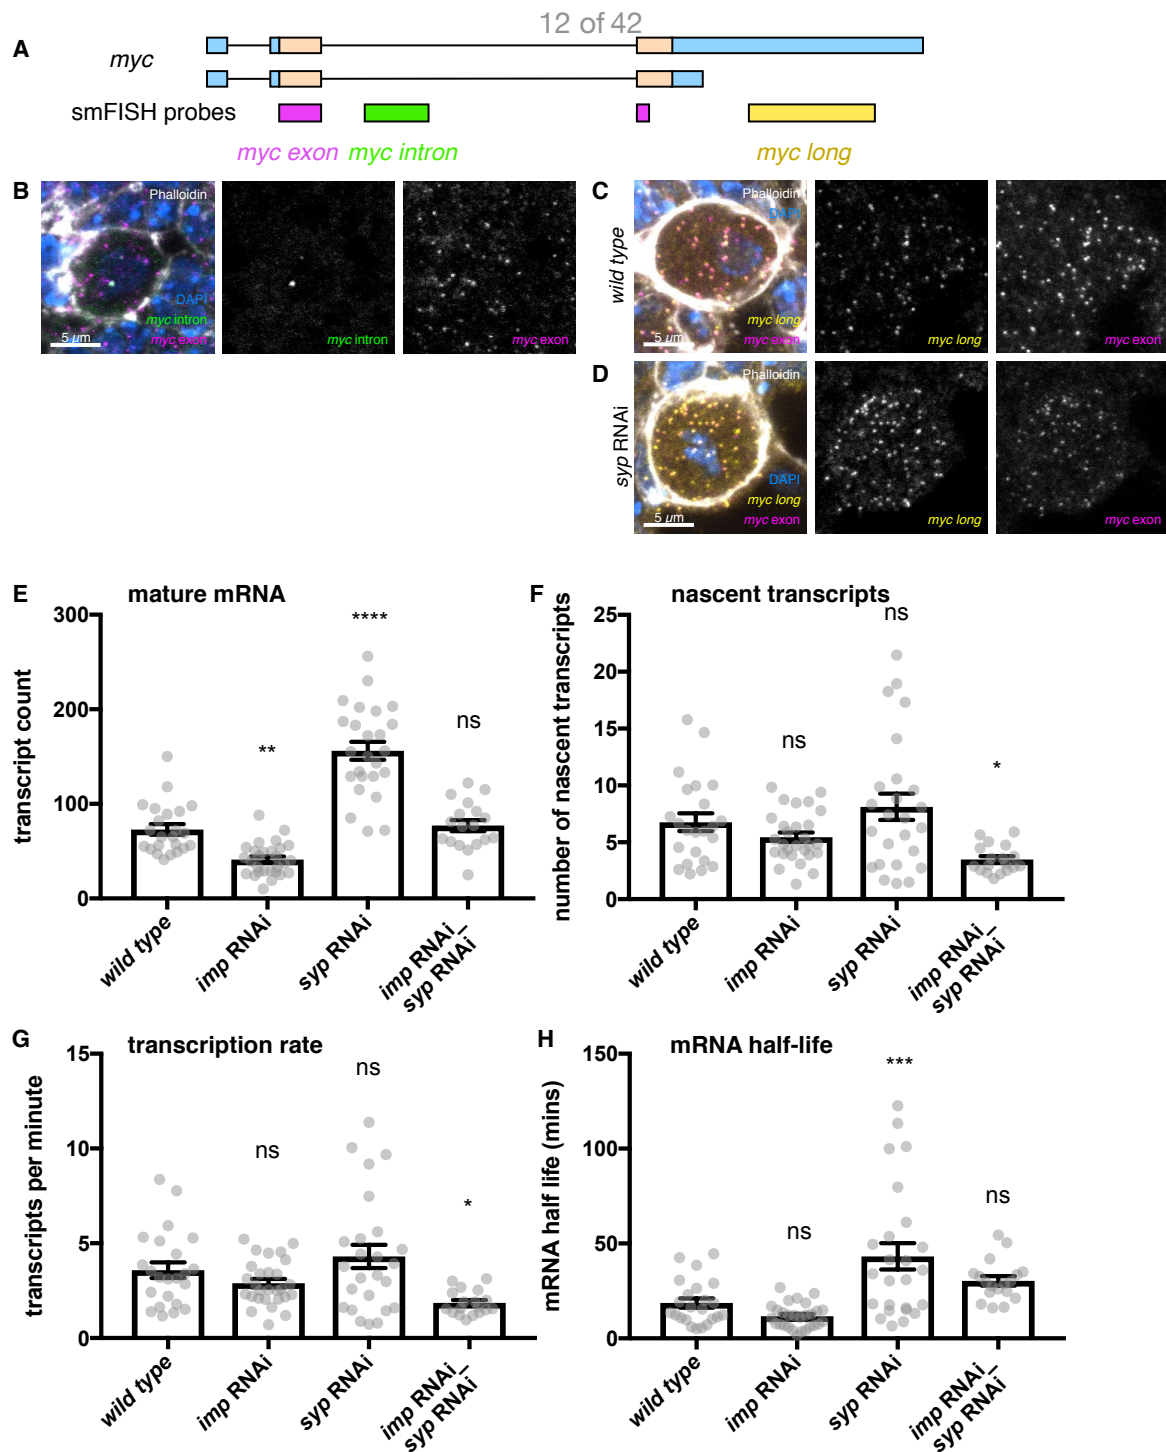 12 of 42
A
myc
smFISH probes
myc exon
myc intron
myc long
B
Phalloidin
DAPI
myc intron
myc exon
5 µm
myc intron
myc exon
C
wild type
Phalloidin
DAPI
myc long
myc exon
5 µm
myc long
myc exon
D
syp RNAi
Phalloidin
DAPI
myc long
myc exon
5 µm
myc long
myc exon
E
mature mRNA
transcript count
300
200
100
0
**
****
ns
wild type
imp RNAi
syp RNAi
imp RNAi_
syp RNAi
F
nascent transcripts
number of nascent transcripts
25
20
15
10
5
0
ns
ns
*
wild type
imp RNAi
syp RNAi
imp RNAi_
syp RNAi
G
transcription rate
transcripts per minute
15
10
5
0
ns
ns
*
wild type
imp RNAi
syp RNAi
imp RNAi_
syp RNAi
H
mRNA half-life
mRNA half life (mins)
150
100
50
0
ns
***
ns
wild type
imp RNAi
syp RNAi
imp RNAi_
syp RNAi